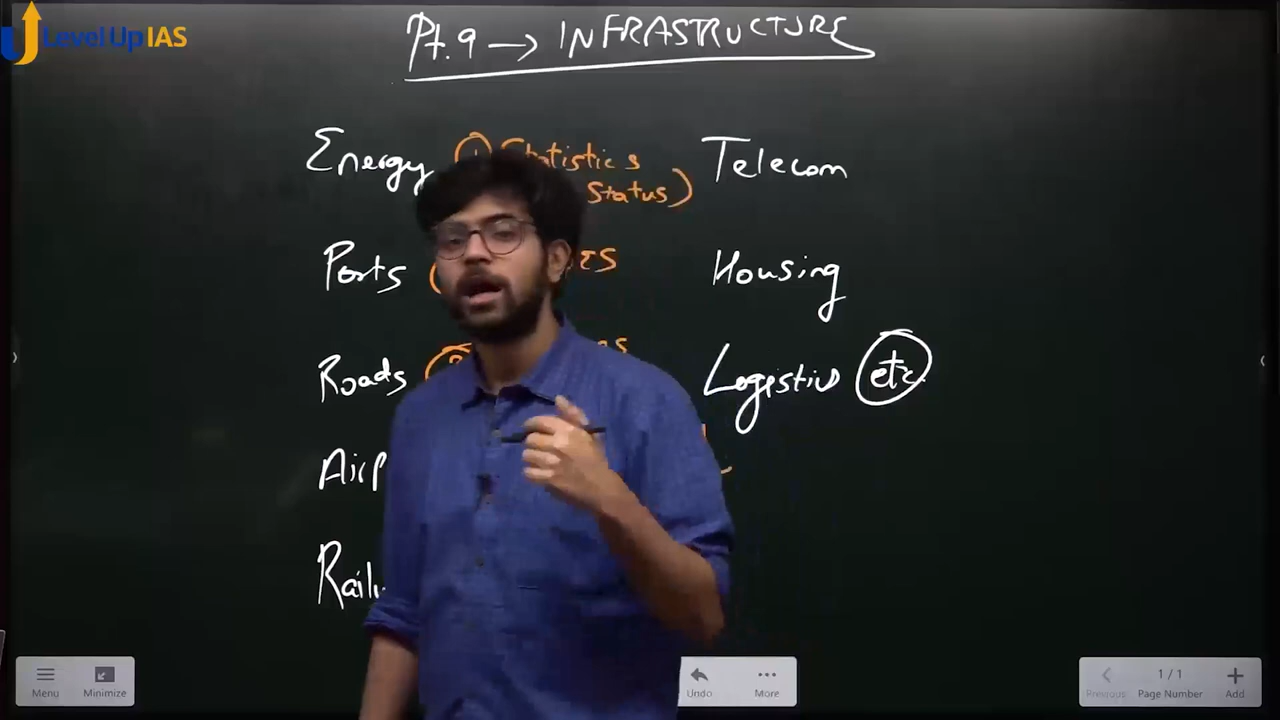 Level Up IAS
Pt.9 → INFRASTRUCTURE
Energy
Statistics
Status)
Telecom
Ports
Housing
Roads
Logistics etc.
Menu
Minimize
Undo
More
Previous
1/1
Page Number
Add